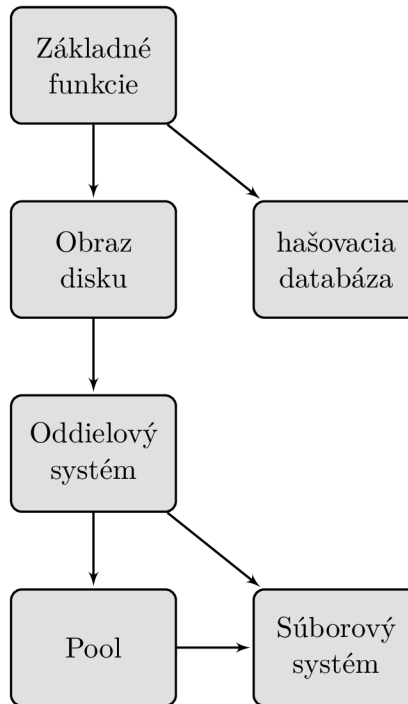 Základné
funkcie
Obraz
disku
hašovacia
databáza
Oddielový
systém
Pool
Súborový
systém